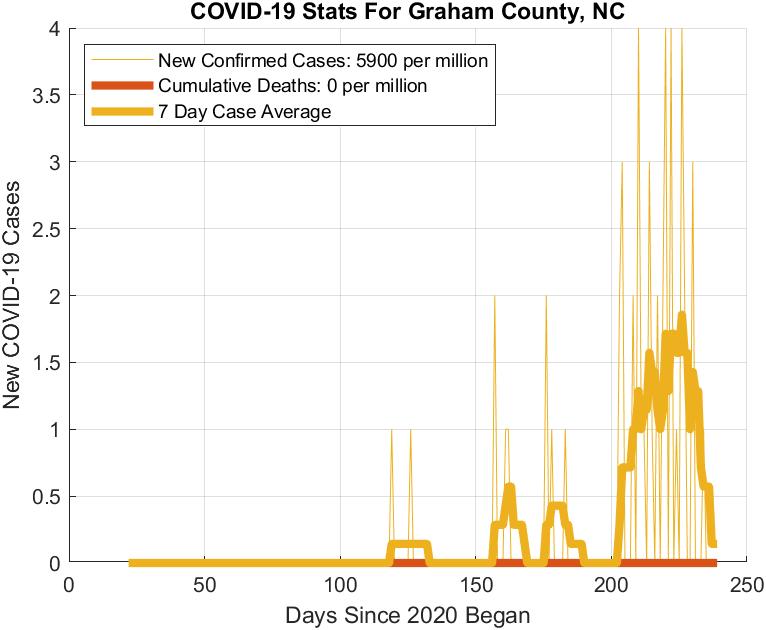 COVID-19 Stats For Graham County, NC
New Confirmed Cases: 5900 per million
Cumulative Deaths: 0 per million
7 Day Case Average
New COVID-19 Cases
4
3.5
3
2.5
2
1.5
1
0.5
0
0 50 100 150 200 250
Days Since 2020 Began